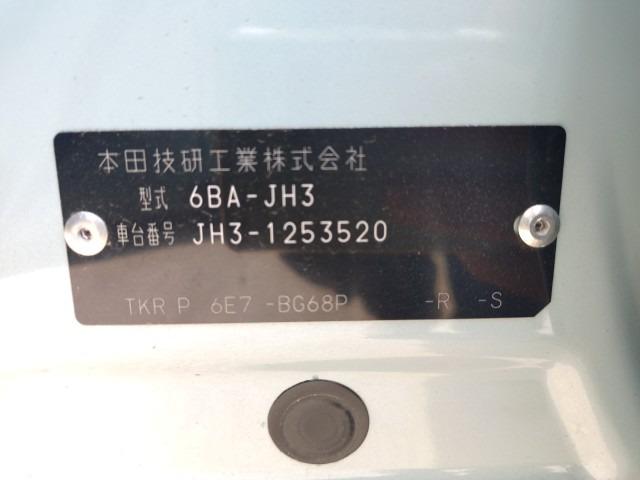 本田技研工業株式会社
型式 6BA-JH3
車台番号 JH3-1253520
TKR P 6E7 -BG68P -R -S